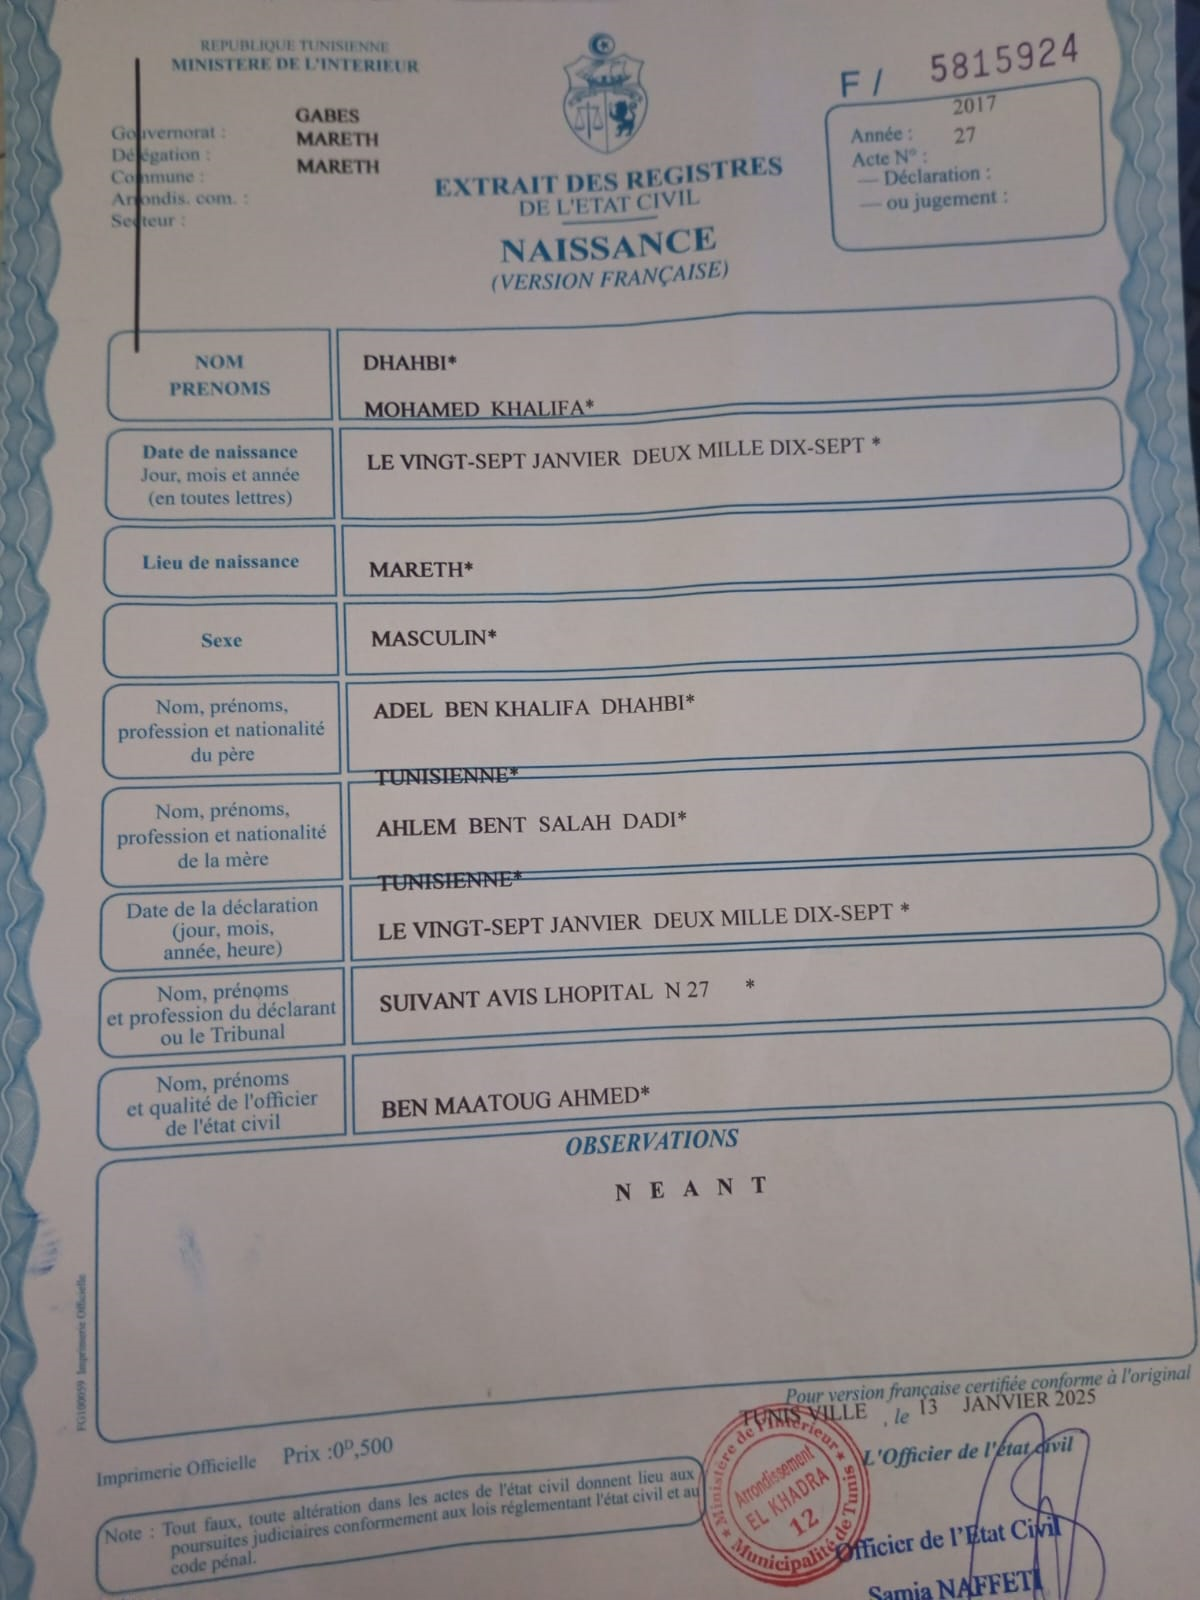 REPUBLIQUE TUNISIENNE
MINISTERE DE L'INTERIEUR
Gouvernorat : GABES
Délégation : MARETH
Commune : MARETH
Arrondis. com. :
Secteur :
F / 5815924
Année : 2017
Acte N° : 27
— Déclaration :
— ou jugement :
EXTRAIT DES REGISTRES
DE L'ETAT CIVIL
NAISSANCE
(VERSION FRANÇAISE)
NOM
PRENOMS
DHAHBI*
MOHAMED KHALIFA*
Date de naissance
Jour, mois et année
(en toutes lettres)
LE VINGT-SEPT JANVIER DEUX MILLE DIX-SEPT *
Lieu de naissance
MARETH*
Sexe
MASCULIN*
Nom, prénoms,
profession et nationalité
du père
ADEL BEN KHALIFA DHAHBI*
TUNISIENNE*
Nom, prénoms,
profession et nationalité
de la mère
AHLEM BENT SALAH DADI*
TUNISIENNE*
Date de la déclaration
(jour, mois,
année, heure)
LE VINGT-SEPT JANVIER DEUX MILLE DIX-SEPT *
Nom, prénoms
et profession du déclarant
ou le Tribunal
SUIVANT AVIS LHOPITAL N 27 *
Nom, prénoms
et qualité de l'officier
de l'état civil
BEN MAATOUG AHMED*
OBSERVATIONS
N E A N T
FG100059 Imprimerie Officielle
Pour version française certifiée conforme à l'original
TUNIS VILLE , le 13 JANVIER 2025
L'Officier de l'état civil
Imprimerie Officielle Prix :0ᴰ,500
Note : Tout faux, toute altération dans les actes de l'état civil donnent lieu aux
poursuites judiciaires conformement aux lois réglementant l'état civil et au
code pénal.
Ministère de l'Intérieur
Arrondissement
EL KHADRA
12
Municipalité de Tunis
Officier de l'Etat Civil
Samia NAFFETI